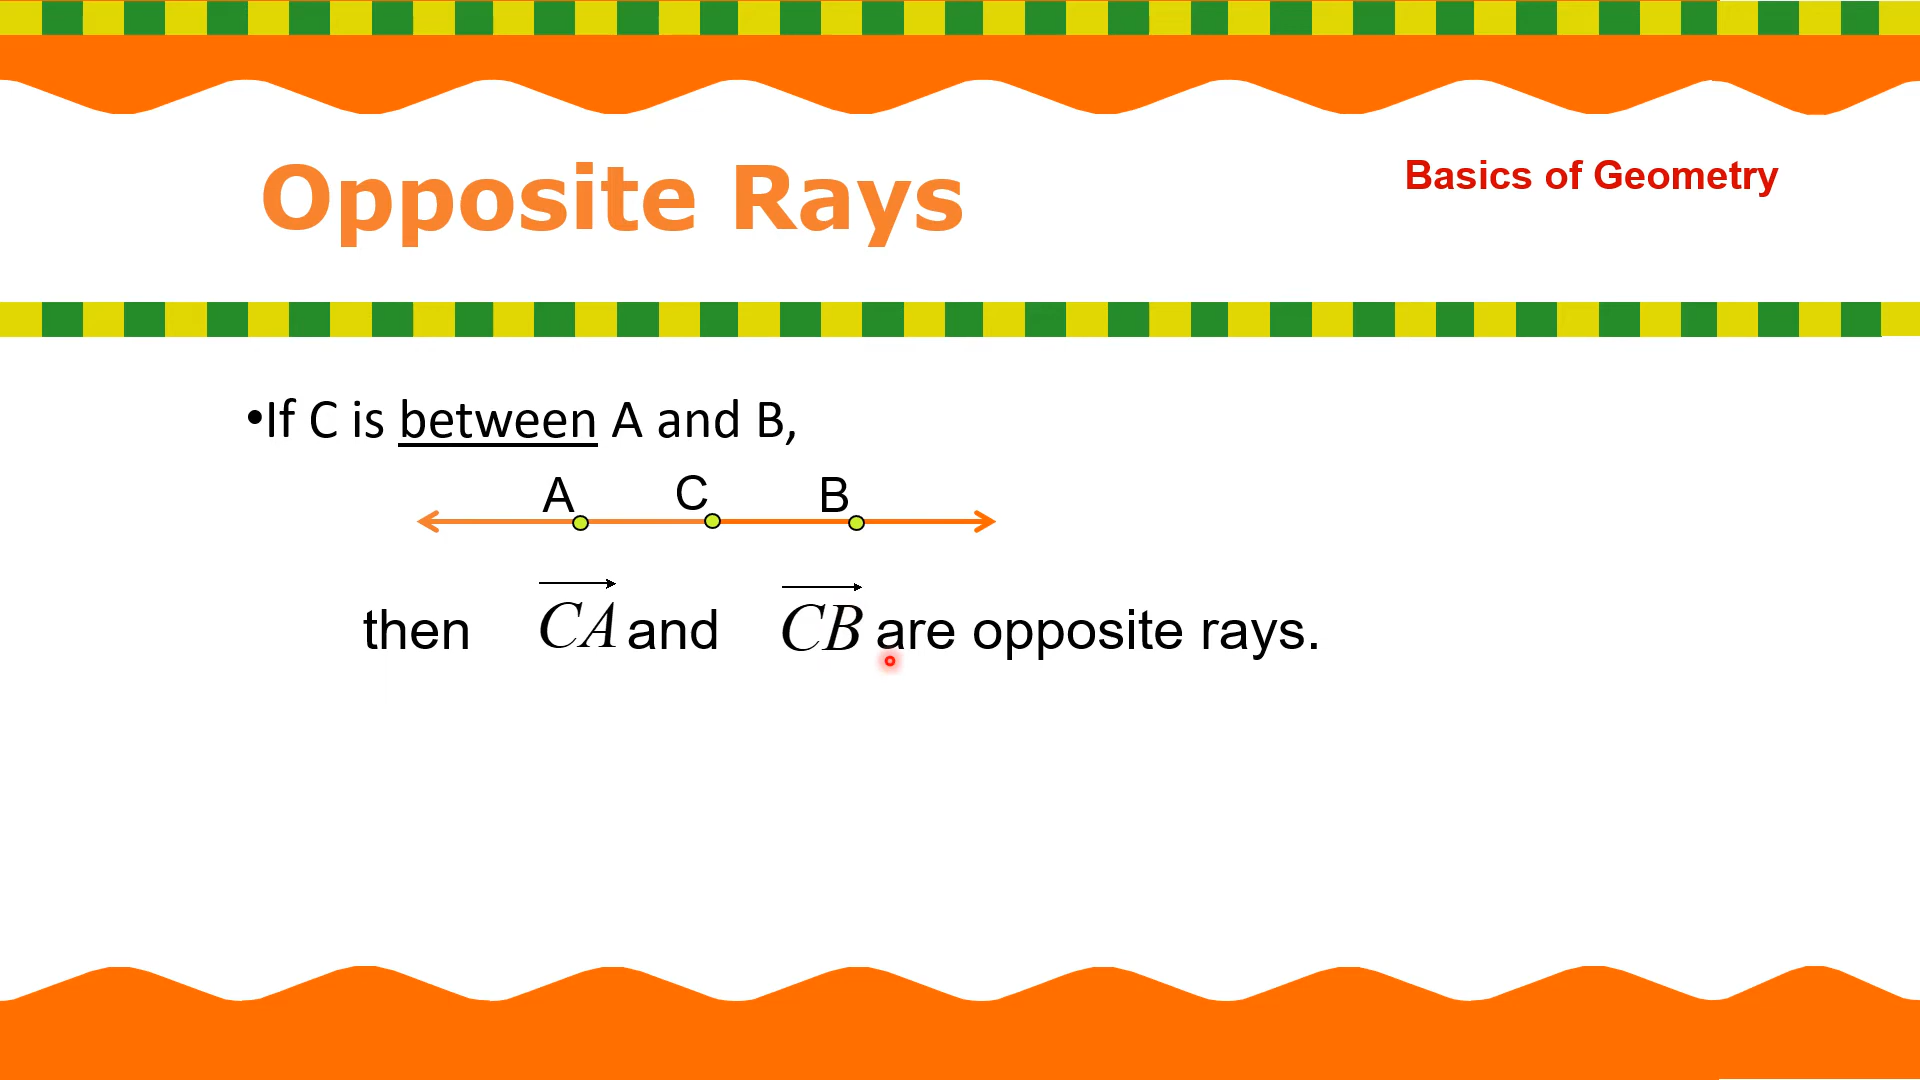 Opposite Rays
Basics of Geometry
•If C is between A and B,
A C B
then CA and CB are opposite rays.